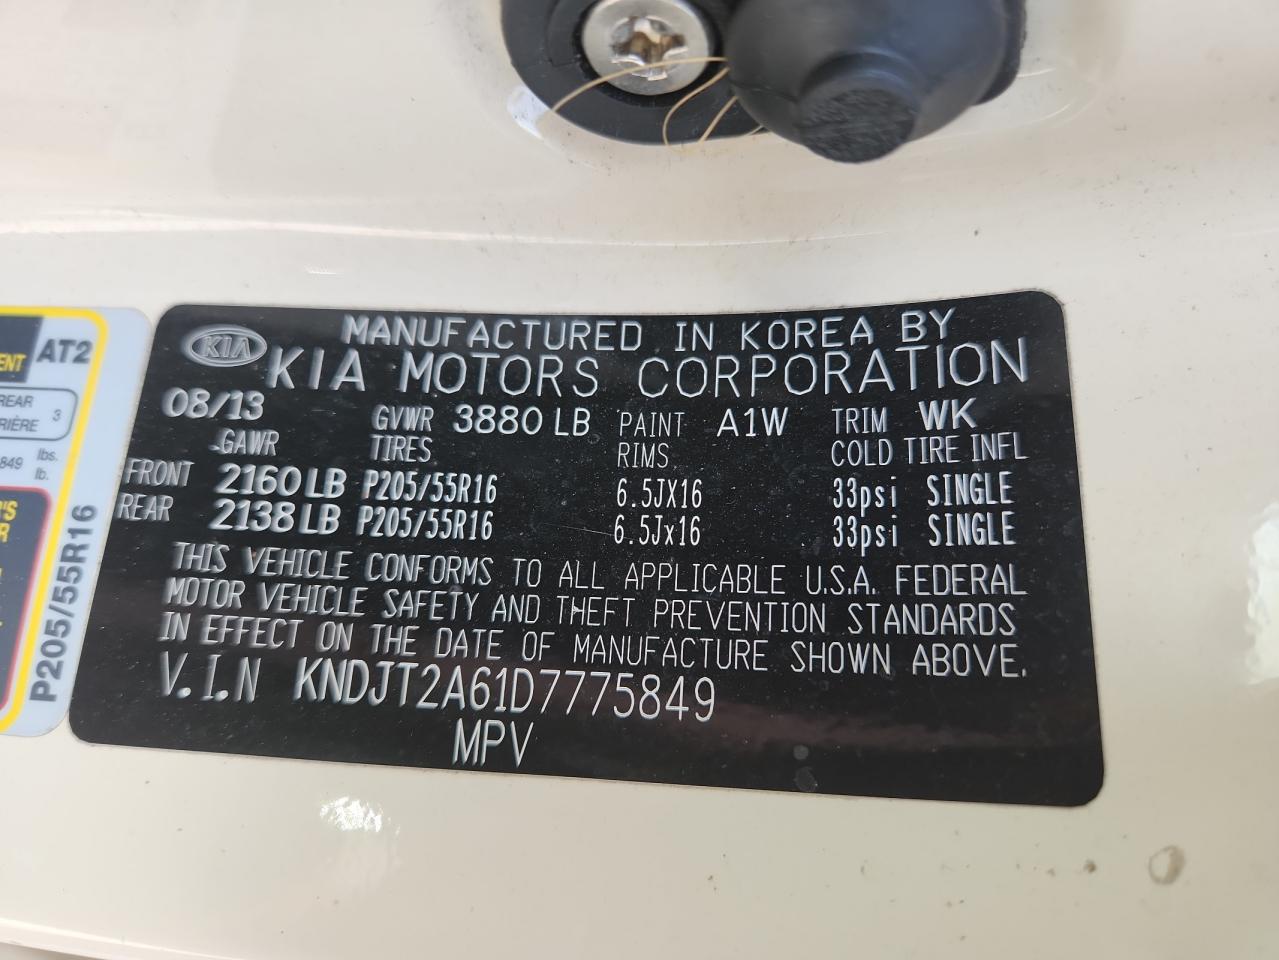 KIA
MANUFACTURED IN KOREA BY
KIA MOTORS CORPORATION
08/13 GVWR 3880 LB PAINT A1W TRIM WK
GAWR TIRES RIMS COLD TIRE INFL
FRONT 2160 LB P205/55R16 6.5JX16 33psi SINGLE
REAR 2138 LB P205/55R16 6.5Jx16 33psi SINGLE
THIS VEHICLE CONFORMS TO ALL APPLICABLE U.S.A. FEDERAL
MOTOR VEHICLE SAFETY AND THEFT PREVENTION STANDARDS
IN EFFECT ON THE DATE OF MANUFACTURE SHOWN ABOVE.
V.I.N KNDJT2A61D7775849
MPV
AT2
REAR 3
849 lbs.
lb.
P205/55R16